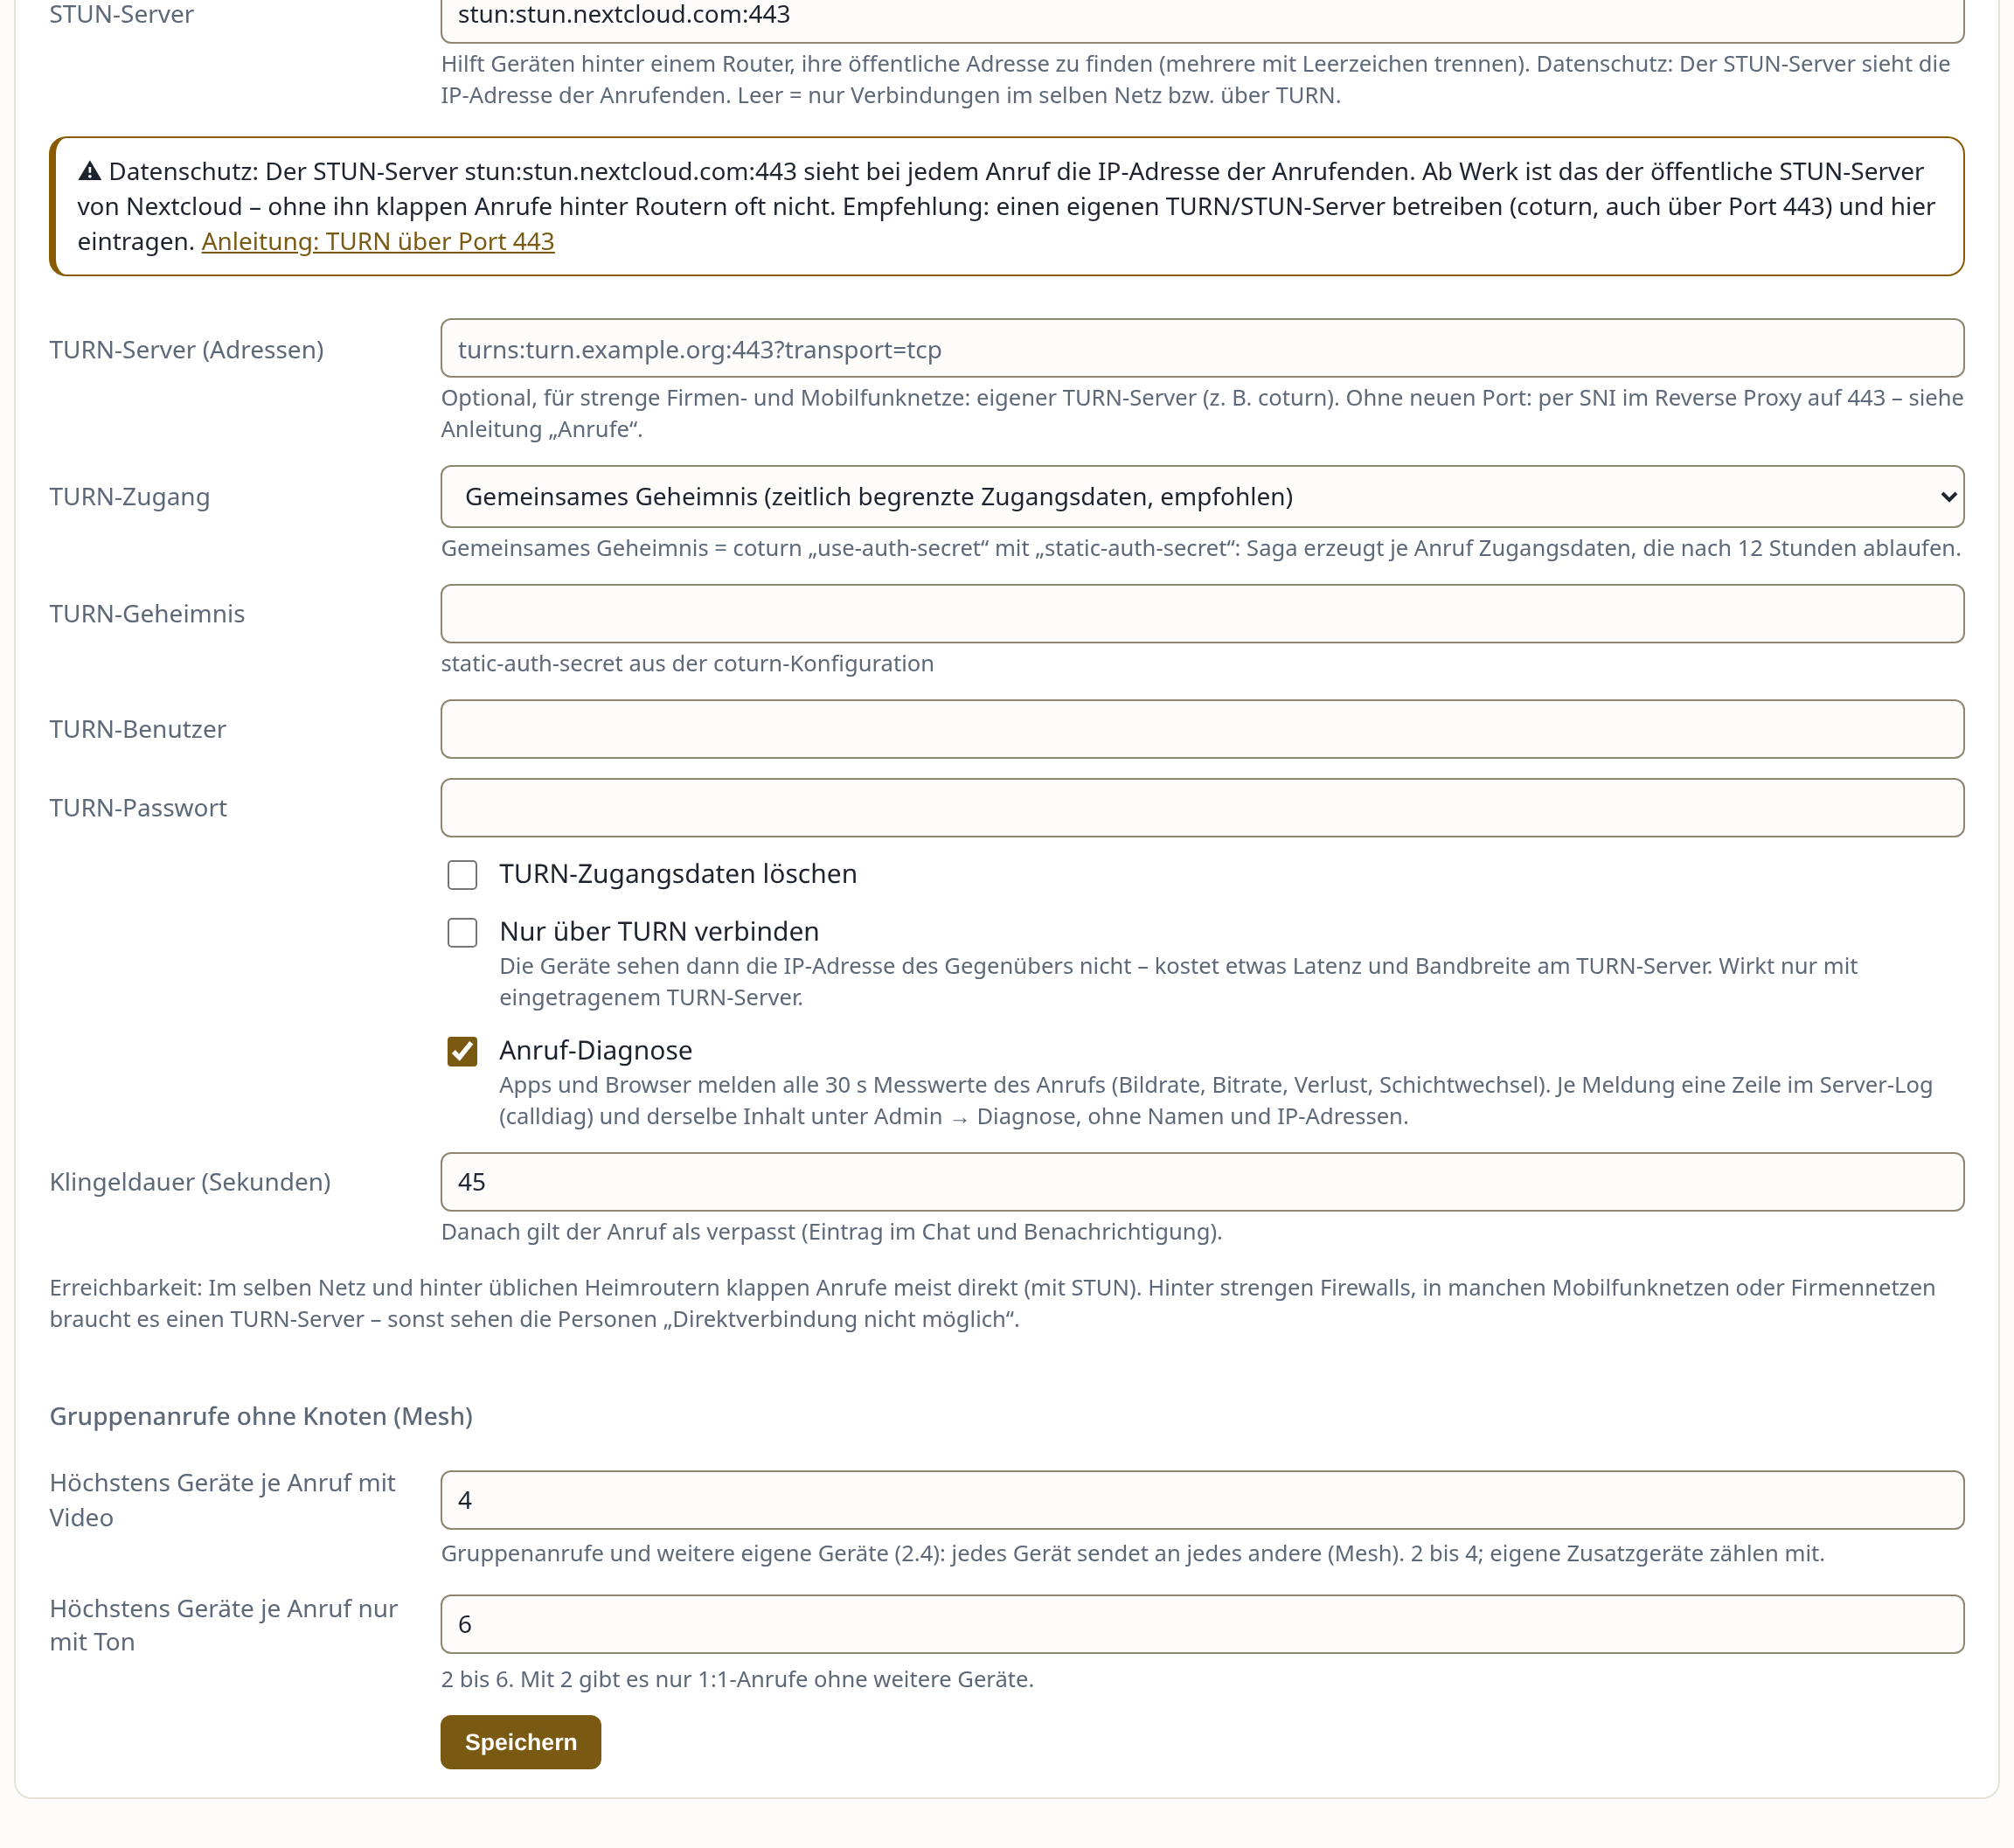 STUN-Server
stun:stun.nextcloud.com:443
Hilft Geräten hinter einem Router, ihre öffentliche Adresse zu finden (mehrere mit Leerzeichen trennen). Datenschutz: Der STUN-Server sieht die
IP-Adresse der Anrufenden. Leer = nur Verbindungen im selben Netz bzw. über TURN.
⚠ Datenschutz: Der STUN-Server stun:stun.nextcloud.com:443 sieht bei jedem Anruf die IP-Adresse der Anrufenden. Ab Werk ist das der öffentliche STUN-Server
von Nextcloud – ohne ihn klappen Anrufe hinter Routern oft nicht. Empfehlung: einen eigenen TURN/STUN-Server betreiben (coturn, auch über Port 443) und hier
eintragen. Anleitung: TURN über Port 443
TURN-Server (Adressen)
turns:turn.example.org:443?transport=tcp
Optional, für strenge Firmen- und Mobilfunknetze: eigener TURN-Server (z. B. coturn). Ohne neuen Port: per SNI im Reverse Proxy auf 443 – siehe
Anleitung „Anrufe“.
TURN-Zugang
Gemeinsames Geheimnis (zeitlich begrenzte Zugangsdaten, empfohlen)
Gemeinsames Geheimnis = coturn „use-auth-secret“ mit „static-auth-secret“: Saga erzeugt je Anruf Zugangsdaten, die nach 12 Stunden ablaufen.
TURN-Geheimnis
static-auth-secret aus der coturn-Konfiguration
TURN-Benutzer
TURN-Passwort
TURN-Zugangsdaten löschen
Nur über TURN verbinden
Die Geräte sehen dann die IP-Adresse des Gegenübers nicht – kostet etwas Latenz und Bandbreite am TURN-Server. Wirkt nur mit
eingetragenem TURN-Server.
Anruf-Diagnose
Apps und Browser melden alle 30 s Messwerte des Anrufs (Bildrate, Bitrate, Verlust, Schichtwechsel). Je Meldung eine Zeile im Server-Log
(calldiag) und derselbe Inhalt unter Admin → Diagnose, ohne Namen und IP-Adressen.
Klingeldauer (Sekunden)
45
Danach gilt der Anruf als verpasst (Eintrag im Chat und Benachrichtigung).
Erreichbarkeit: Im selben Netz und hinter üblichen Heimroutern klappen Anrufe meist direkt (mit STUN). Hinter strengen Firewalls, in manchen Mobilfunknetzen oder Firmennetzen
braucht es einen TURN-Server – sonst sehen die Personen „Direktverbindung nicht möglich“.
Gruppenanrufe ohne Knoten (Mesh)
Höchstens Geräte je Anruf mit
Video
4
Gruppenanrufe und weitere eigene Geräte (2.4): jedes Gerät sendet an jedes andere (Mesh). 2 bis 4; eigene Zusatzgeräte zählen mit.
Höchstens Geräte je Anruf nur
mit Ton
6
2 bis 6. Mit 2 gibt es nur 1:1-Anrufe ohne weitere Geräte.
Speichern